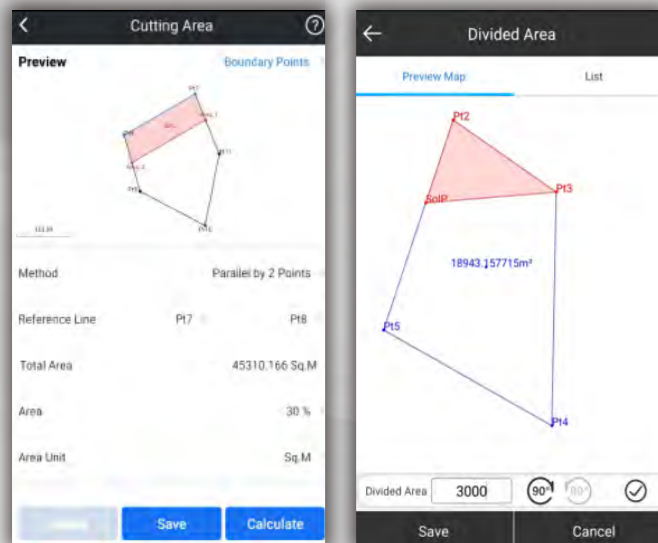 Cutting Area
Preview
Boundary Points
Pt7
Area_1
Pt8
Method
Parallel by 2 Points
Reference Line
Pt7
Pt8
Total Area
45310.166 Sq.M
Area
30 %
Area Unit
Sq.M
Save
Calculate
Divided Area
Preview Map
List
Pt2
Pt3
SolP
18943.157715m²
Pt5
Pt4
Divided Area
3000
90°
90°
Save
Cancel